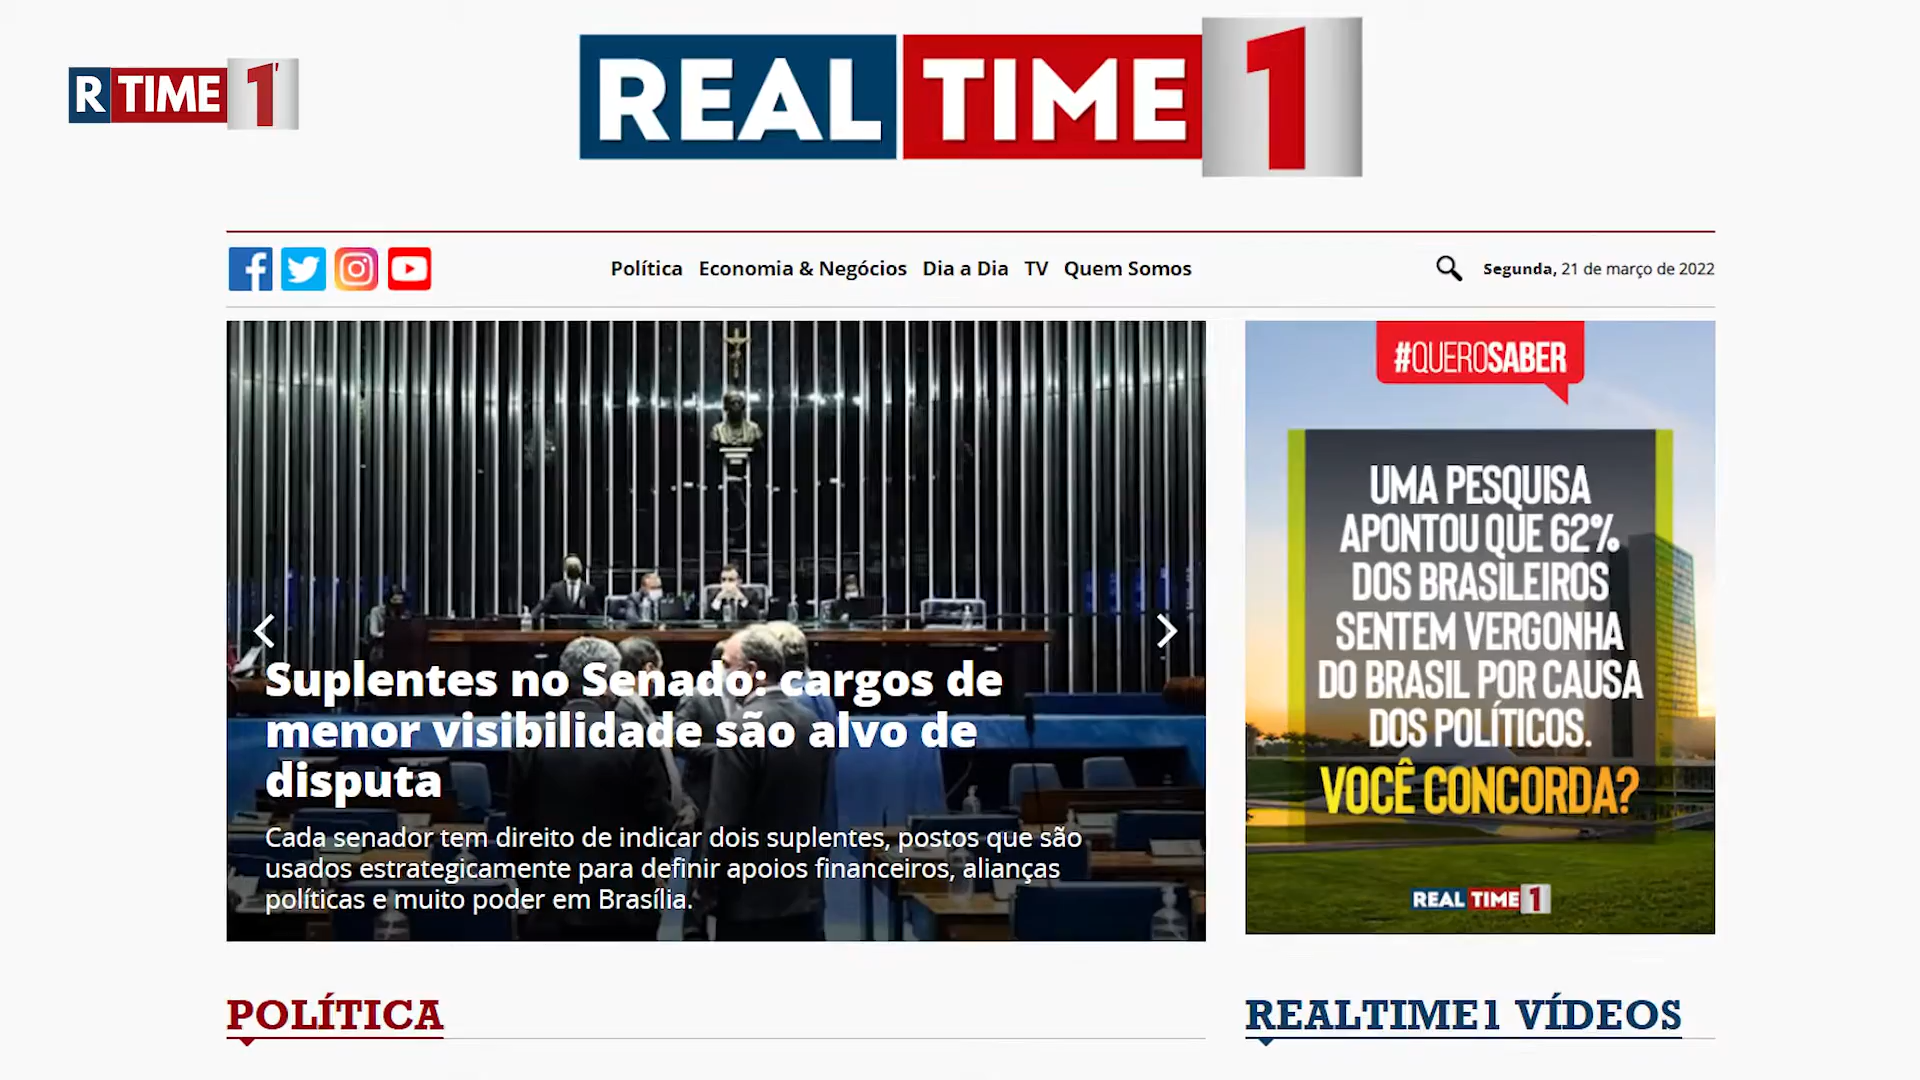 R TIME 1'
REAL TIME 1
Política Economia & Negócios Dia a Dia TV Quem Somos
Segunda, 21 de março de 2022
Suplentes no Senado: cargos de
menor visibilidade são alvo de
disputa
Cada senador tem direito de indicar dois suplentes, postos que são
usados estrategicamente para definir apoios financeiros, alianças
políticas e muito poder em Brasília.
#QUEROSABER
UMA PESQUISA
APONTOU QUE 62%
DOS BRASILEIROS
SENTEM VERGONHA
DO BRASIL POR CAUSA
DOS POLÍTICOS.
VOCÊ CONCORDA?
REAL TIME 1
POLÍTICA
REALTIME1 VÍDEOS